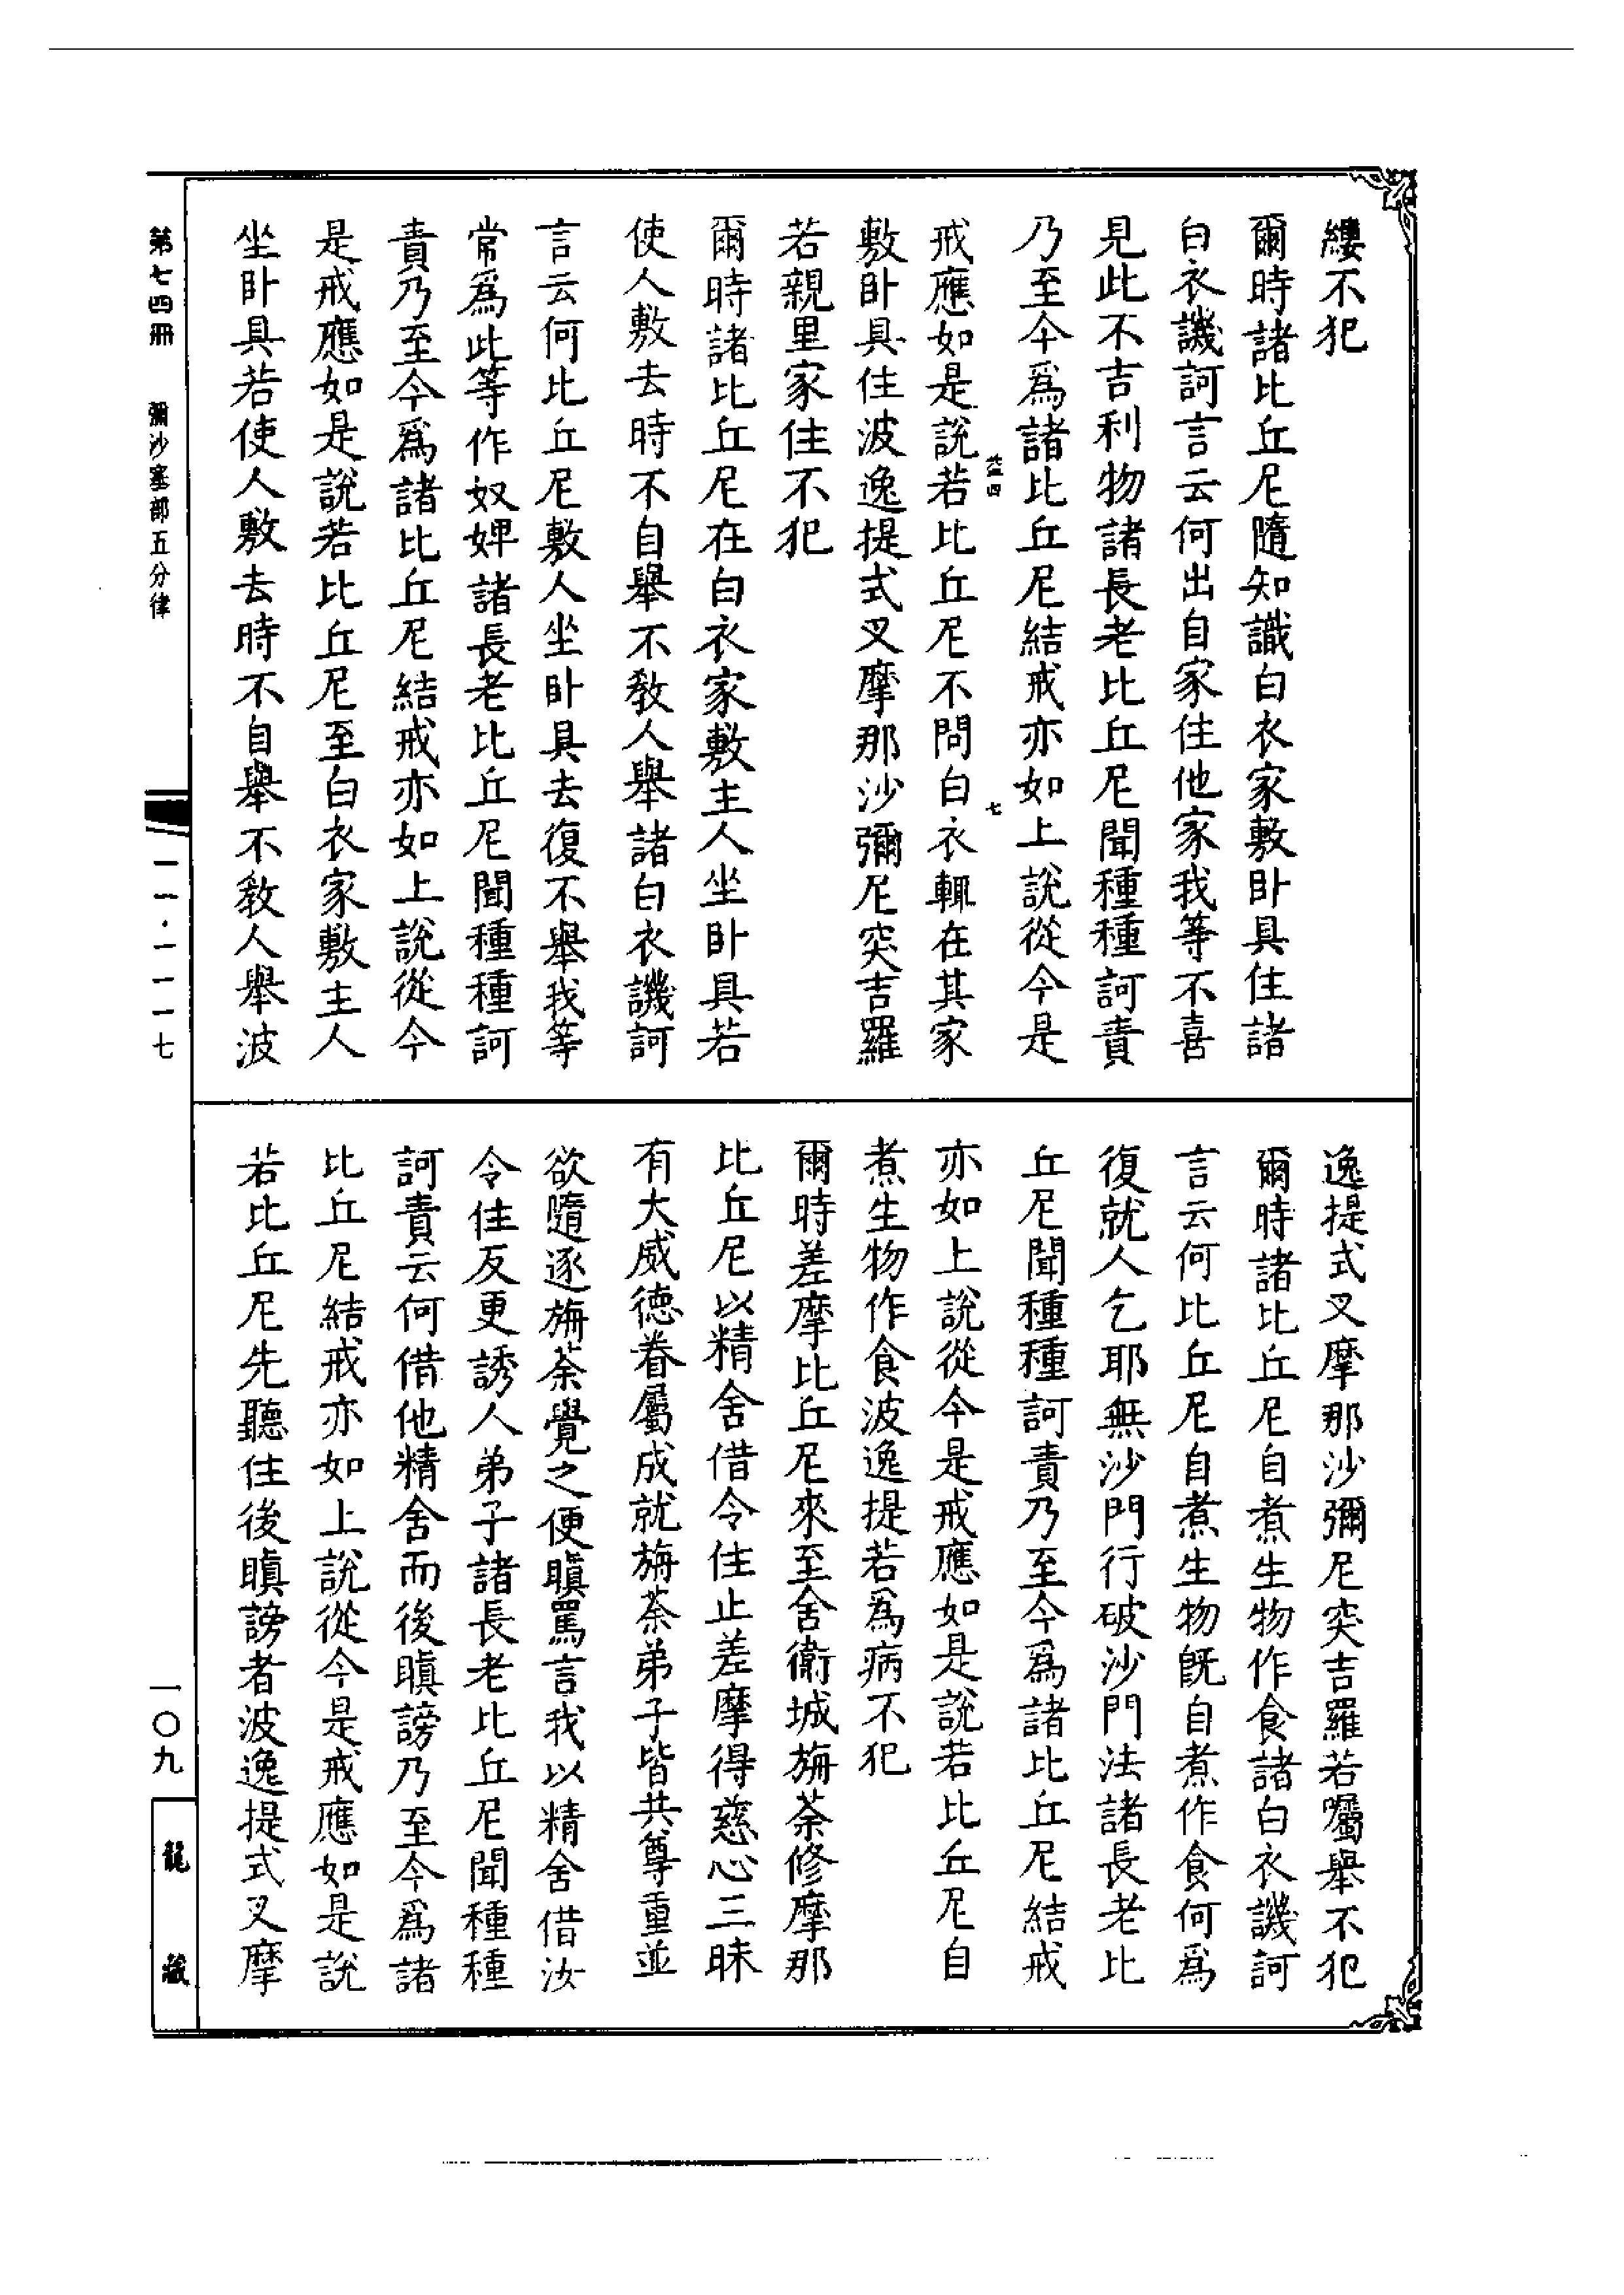 縷不犯
爾時諸比丘尼隨知識白衣家敷卧具住諸
白衣譏訶言云何出自家住他家我等不喜
見此不吉利物諸長老比丘尼聞種種訶責
乃至今爲諸比丘尼結戒亦如上說從今是
戒應如是說若比丘尼不問白衣輒在其家
敷卧具住波逸提式叉摩那沙彌尼突吉羅
若親里家住不犯
爾時諸比丘尼在白衣家敷主人坐卧具若
使人敷去時不自舉不教人舉諸白衣譏訶
言云何比丘尼敷人坐卧具去復不舉我等
常爲此等作奴婢諸長老比丘尼聞種種訶
責乃至今爲諸比丘尼結戒亦如上說從今
是戒應如是說若比丘尼至白衣家敷主人
坐卧具若使人敷去時不自舉不教人舉波
逸提式叉摩那沙彌尼突吉羅若囑舉不犯
爾時諸比丘尼自煮生物作食諸白衣譏訶
言云何比丘尼自煮生物旣自煮作食何爲
復就人乞耶無沙門行破沙門法諸長老比
丘尼聞種種訶責乃至今爲諸比丘尼結戒
亦如上說從今是戒應如是說若比丘尼自
煮生物作食波逸提若爲病不犯
爾時差摩比丘尼來至舍衞城旃荼修摩那
比丘尼以精舍借令住止差摩得慈心三昧
有大威德眷屬成就旃荼弟子皆共尊重並
欲隨逐旃荼覺之便瞋罵言我以精舍借汝
令住反更誘人弟子諸長老比丘尼聞種種
訶責云何借他精舍而後瞋謗乃至今爲諸
比丘尼結戒亦如上說從今是戒應如是說
若比丘尼先聽住後瞋謗者波逸提式叉摩
第七四冊 彌沙塞部五分律
一一·一一一七
一〇九
龍藏
七